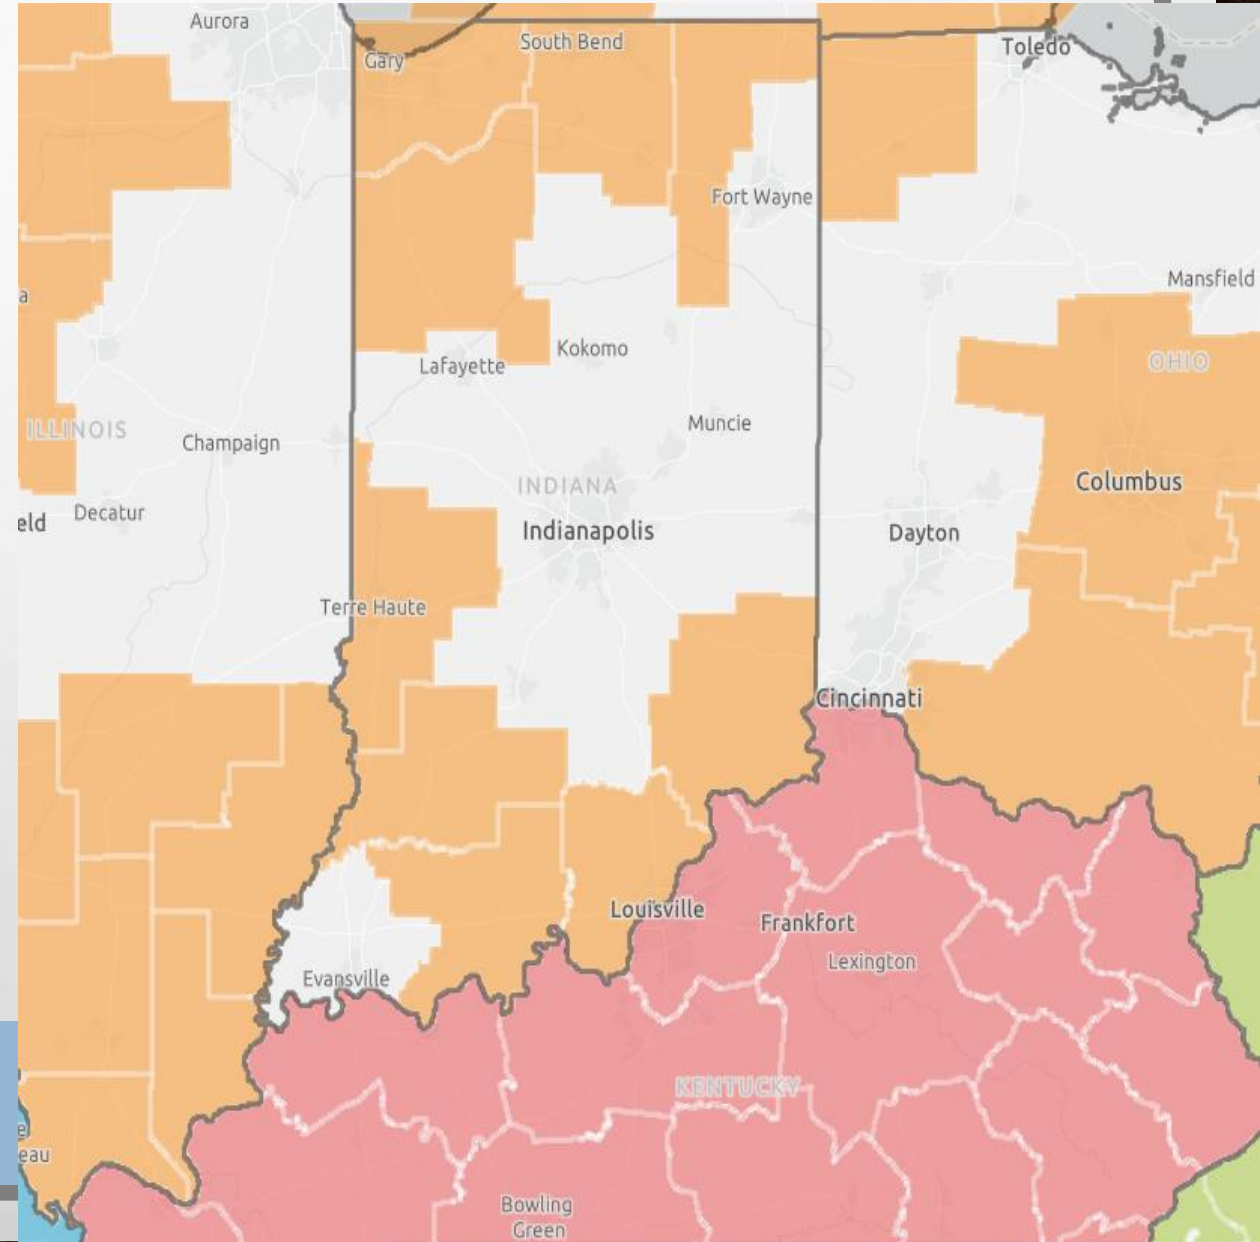 Aurora
South Bend
Toledo
Gary
Fort Wayne
Mansfield
a
Kokomo
OHIO
Lafayette
Muncie
ILLINOIS
Champaign
INDIANA
Columbus
Decatur
eld
Indianapolis
Dayton
Terre Haute
Cincinnati
Louisville
Frankfort
Lexington
Evansville
KENTUCKY
e
eau
Bowling
Green